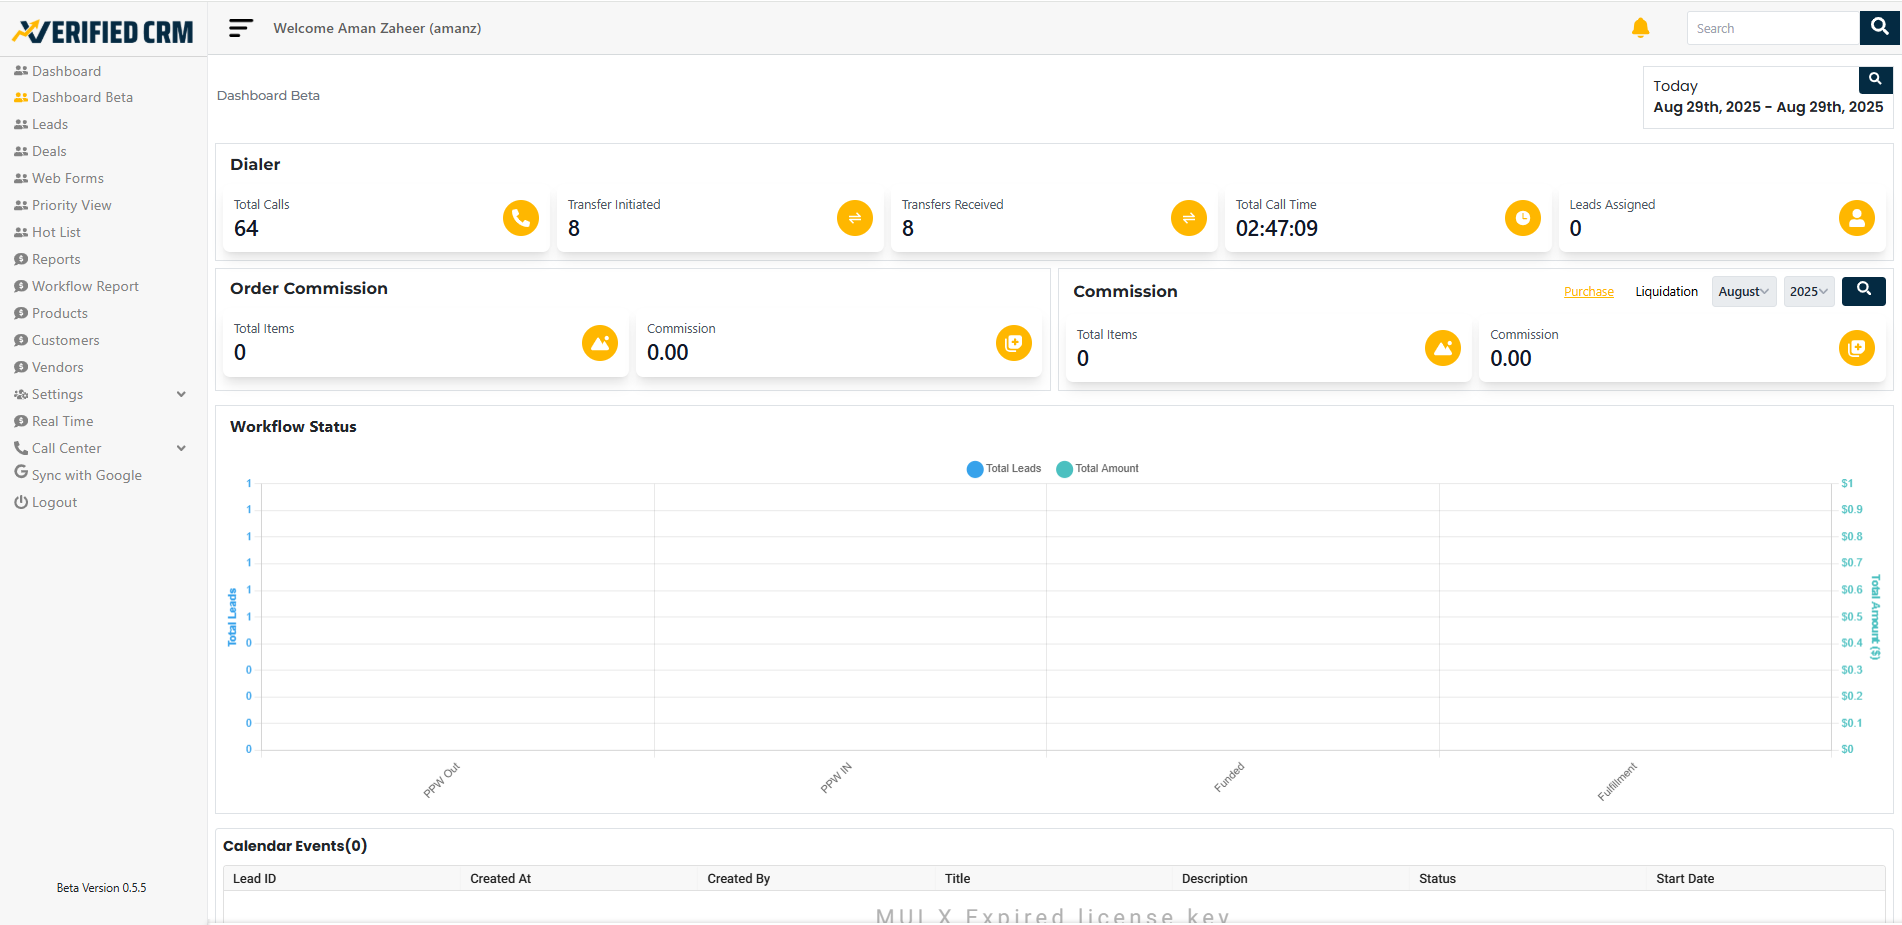 VERIFIED CRM
Welcome Aman Zaheer (amanz)
Search
Dashboard
Dashboard Beta
Leads
Deals
Web Forms
Priority View
Hot List
Reports
Workflow Report
Products
Customers
Vendors
Settings
Real Time
Call Center
Sync with Google
Logout
Beta Version 0.5.5
Dashboard Beta
Today
Aug 29th, 2025 - Aug 29th, 2025
Dialer
Total Calls
64
Transfer Initiated
8
Transfers Received
8
Total Call Time
02:47:09
Leads Assigned
0
Order Commission
Total Items
0
Commission
0.00
Commission
Purchase Liquidation August 2025
Total Items
0
Commission
0.00
Workflow Status
Total Leads Total Amount
1 $1
1 $0.9
1 $0.8
1 $0.7
1 $0.6
1 $0.5
0 $0.4
0 $0.3
0 $0.2
0 $0.1
0 $0
Total Leads
Total Amount ($)
PPW Out
PPW IN
Funded
Fulfillment
Calendar Events(0)
Lead ID Created At Created By Title Description Status Start Date
MUI X Expired license key